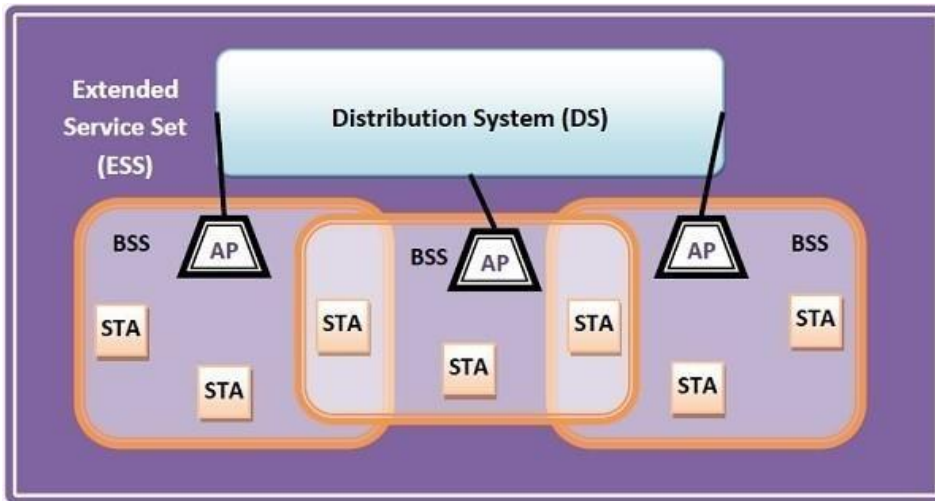 Extended
Service Set
(ESS)
Distribution System (DS)
BSS
AP
BSS
AP
AP
BSS
STA
STA
STA
STA
STA
STA
STA